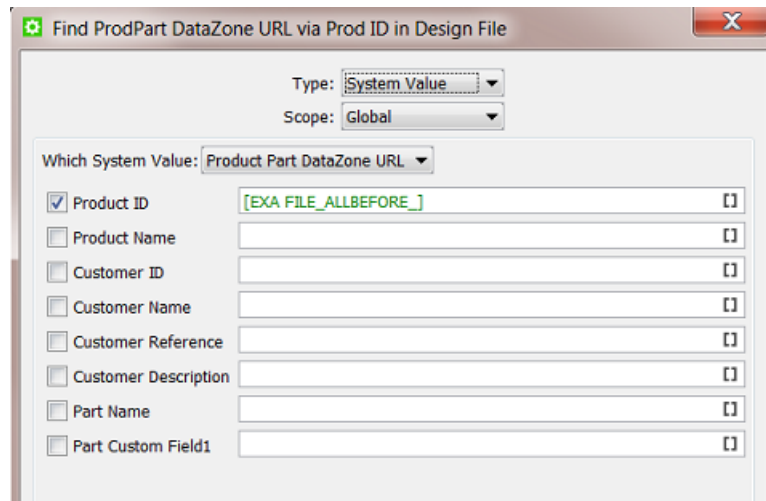 Find ProdPart DataZone URL via Prod ID in Design File
Type: System Value
Scope: Global
Which System Value: Product Part DataZone URL
Product ID [EXA FILE_ALLBEFORE_] []
Product Name []
Customer ID []
Customer Name []
Customer Reference []
Customer Description []
Part Name []
Part Custom Field1 []